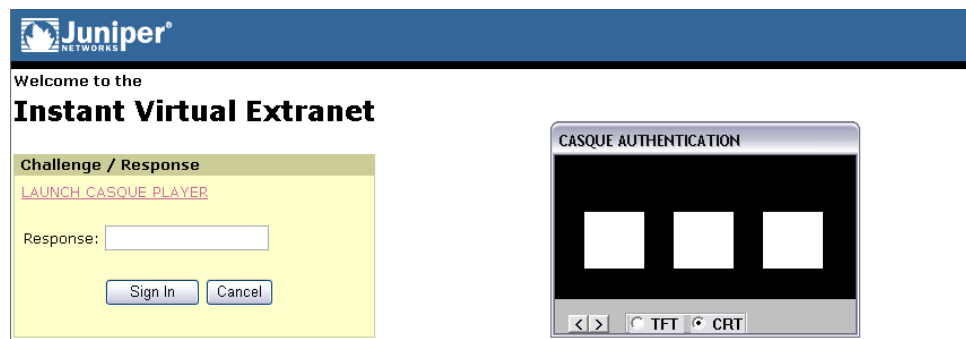 Juniper®
NETWORKS
Welcome to the
Instant Virtual Extranet
Challenge / Response
LAUNCH CASQUE PLAYER
Response:
Sign In Cancel
CASQUE AUTHENTICATION
< > TFT CRT